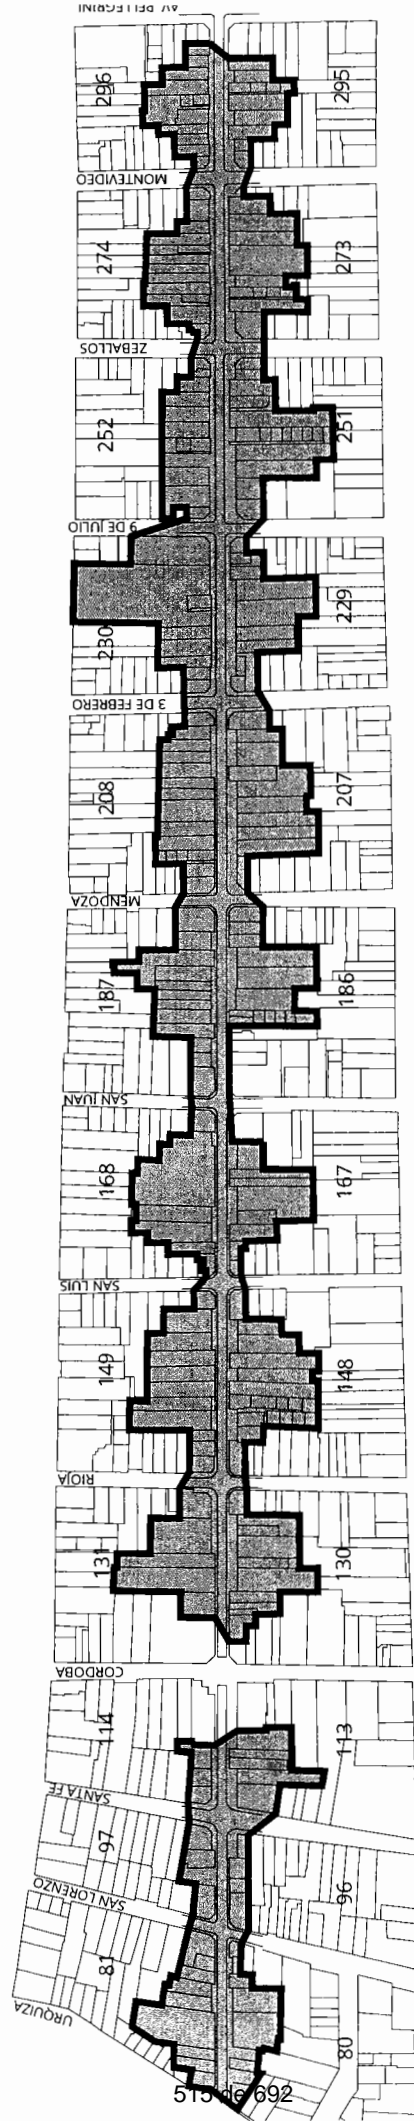 AV. PELLEGRINI
296
295
MONTEVIDEO
274
273
ZEBALLOS
252
251
9 DE JULIO
230
229
3 DE FEBRERO
208
207
MENDOZA
187
186
SAN JUAN
168
167
SAN LUIS
149
148
RIOJA
131
130
CORDOBA
114
113
SANTA FE
97
96
SAN LORENZO
81
URQUIZA
80
515 de 692